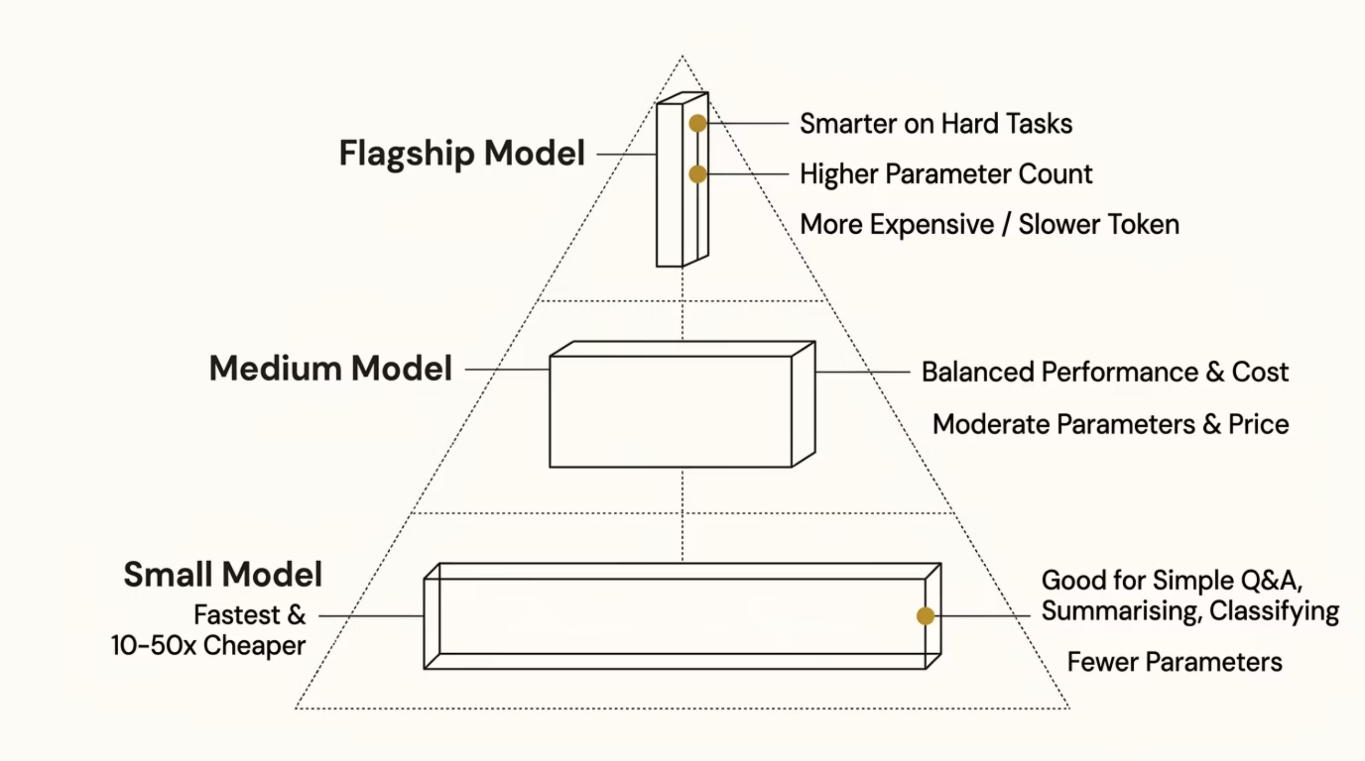 Flagship Model
Smarter on Hard Tasks
Higher Parameter Count
More Expensive / Slower Token
Medium Model
Balanced Performance & Cost
Moderate Parameters & Price
Small Model
Fastest &
10-50x Cheaper
Good for Simple Q&A,
Summarising, Classifying
Fewer Parameters